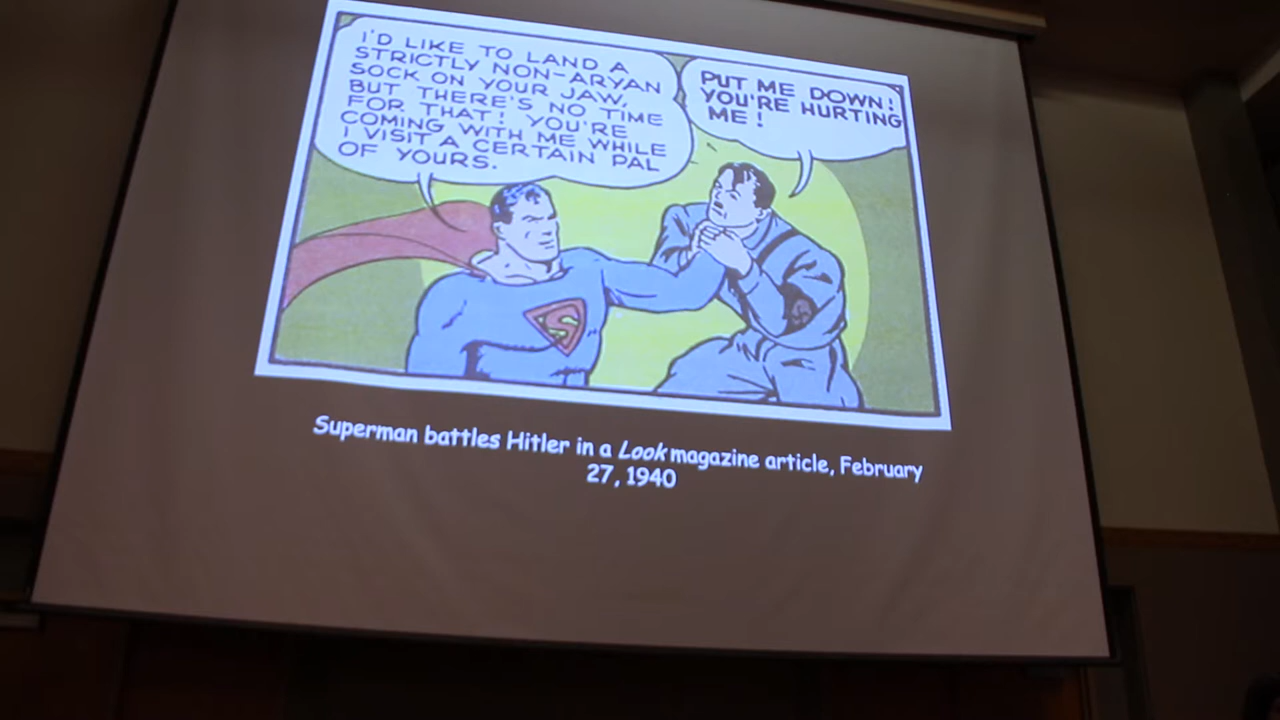 I'D LIKE TO LAND A
STRICTLY NON-ARYAN
SOCK ON YOUR JAW,
BUT THERE'S NO TIME
FOR THAT! YOU'RE
COMING WITH ME WHILE
I VISIT A CERTAIN PAL
OF YOURS.
PUT ME DOWN!
YOU'RE HURTING
ME!
S
Superman battles Hitler in a Look magazine article, February
27, 1940